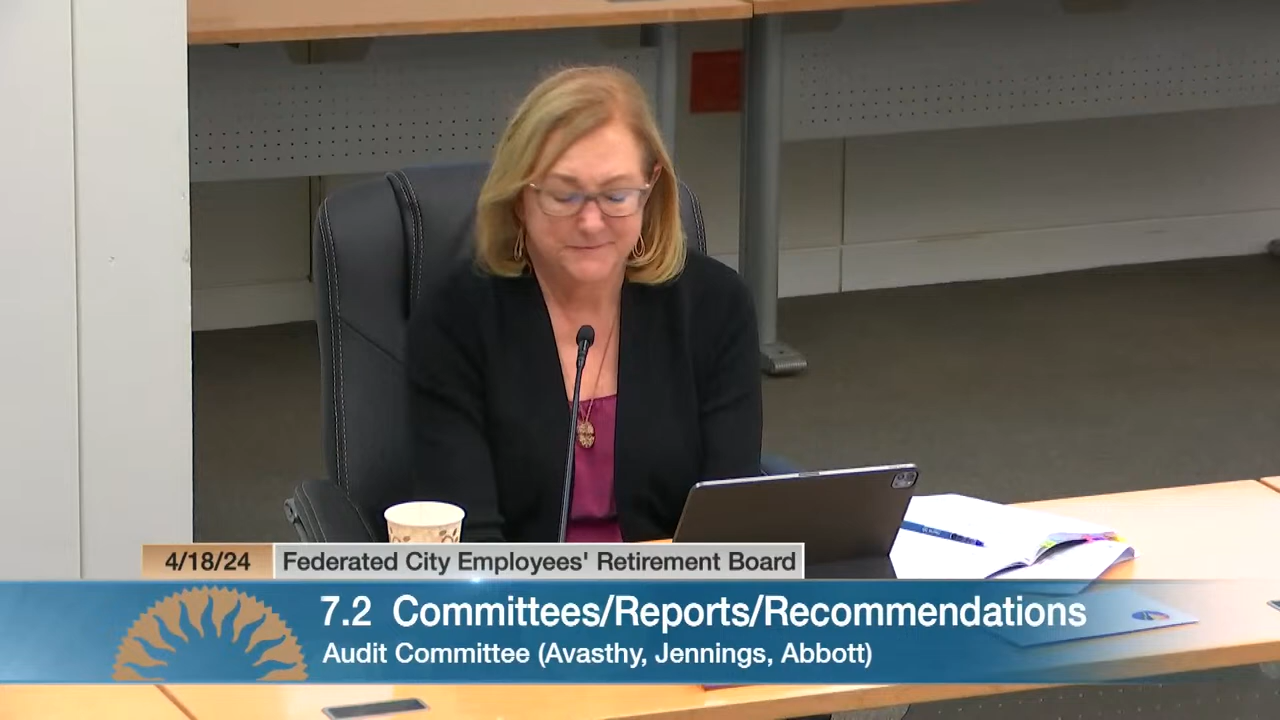 4/18/24 Federated City Employees' Retirement Board
7.2 Committees/Reports/Recommendations
Audit Committee (Avasthy, Jennings, Abbott)